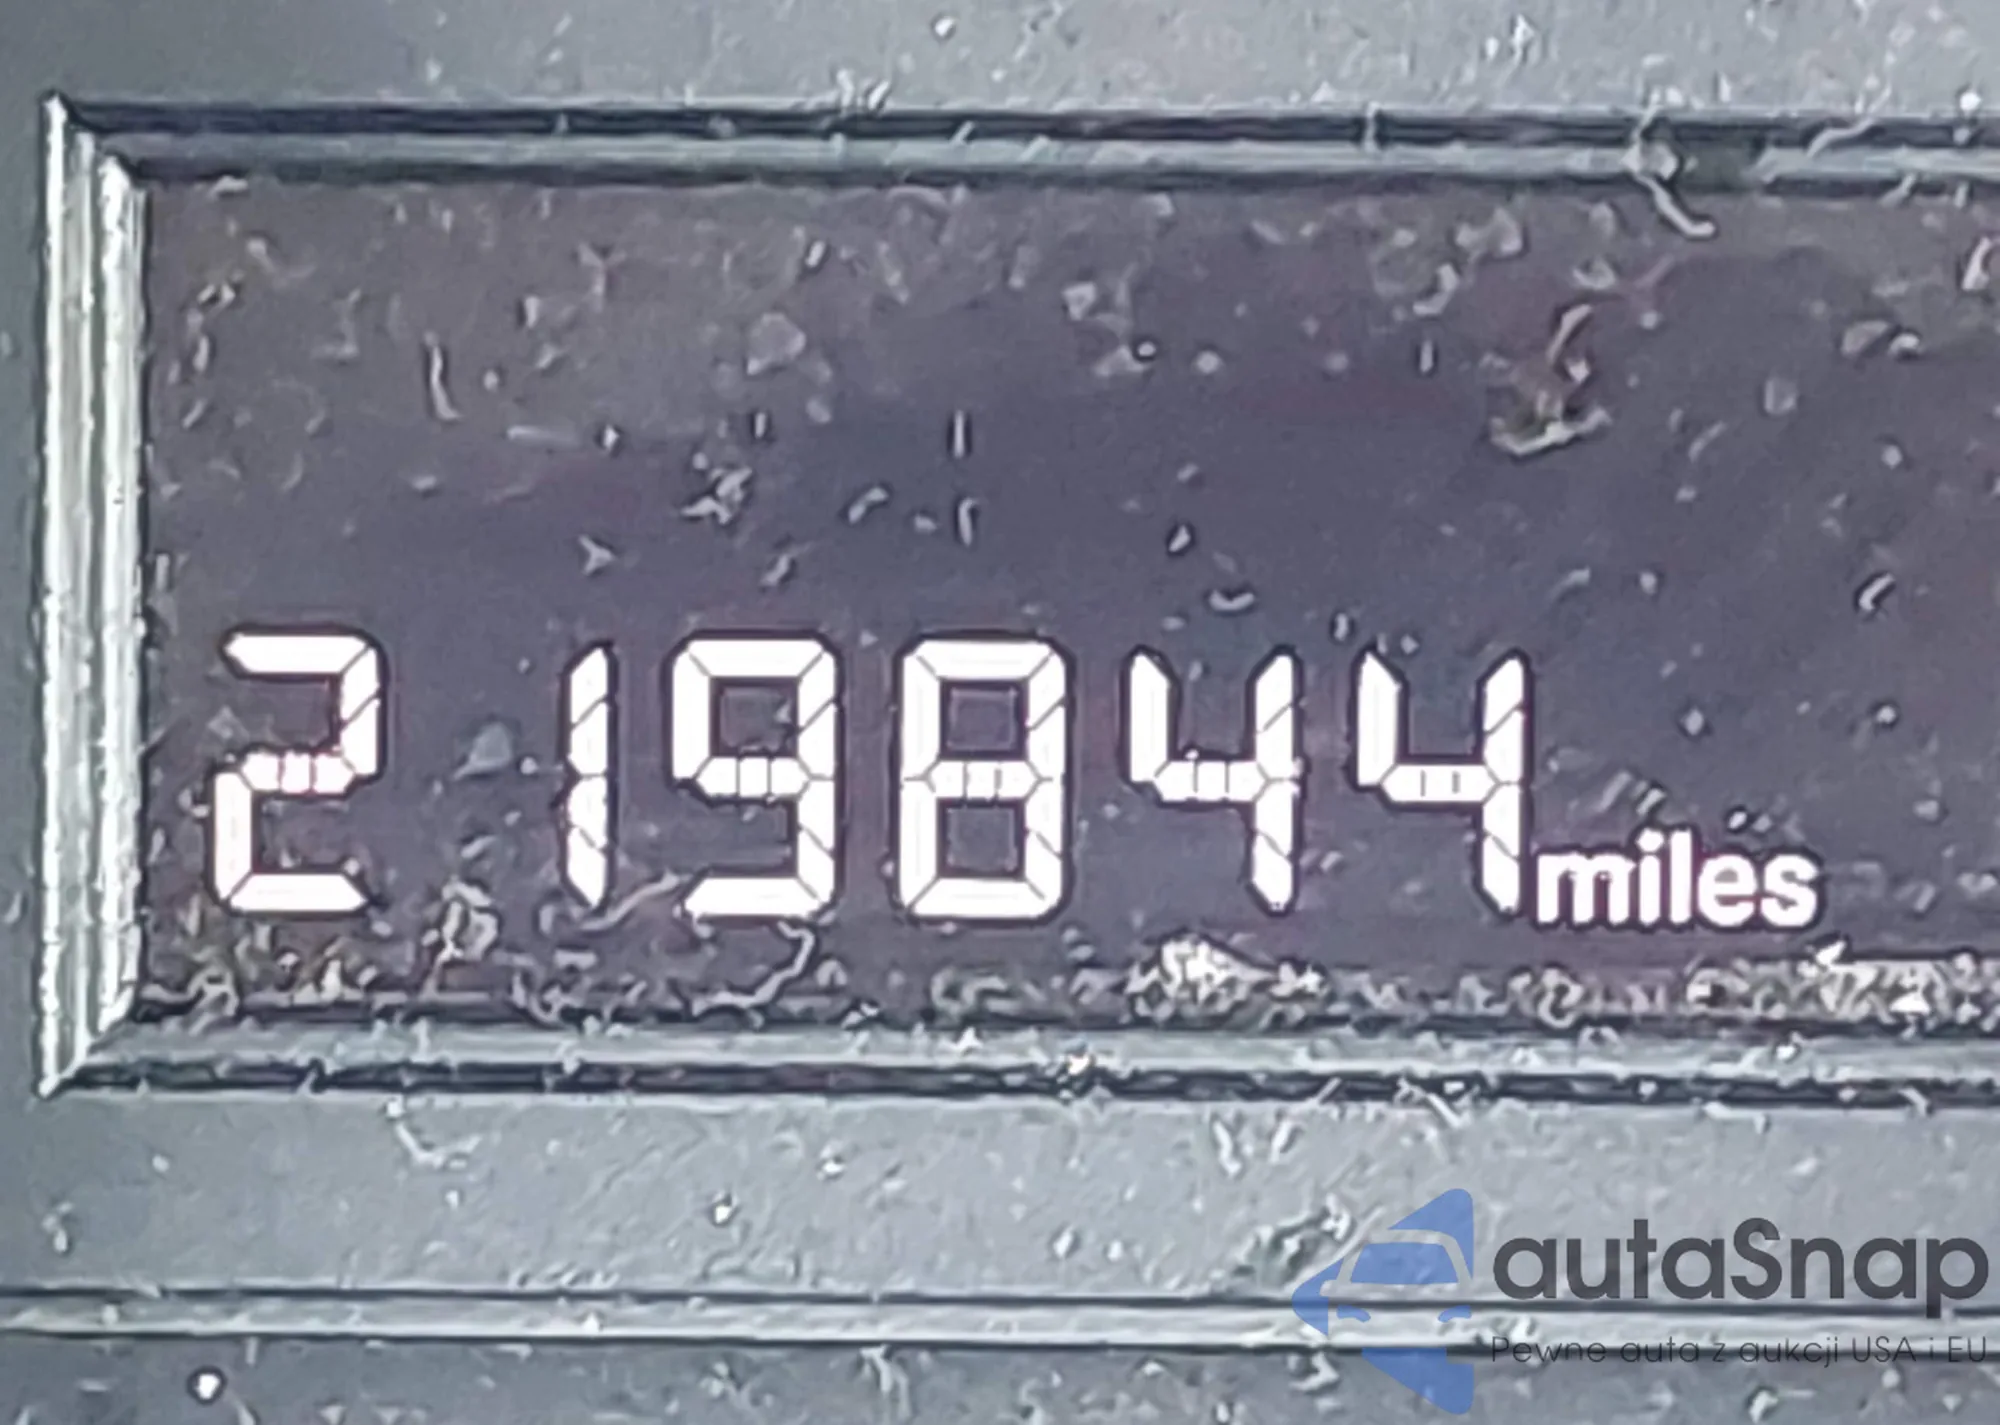 219844 miles
autaSnap
Pewne auta z aukcji USA i EU